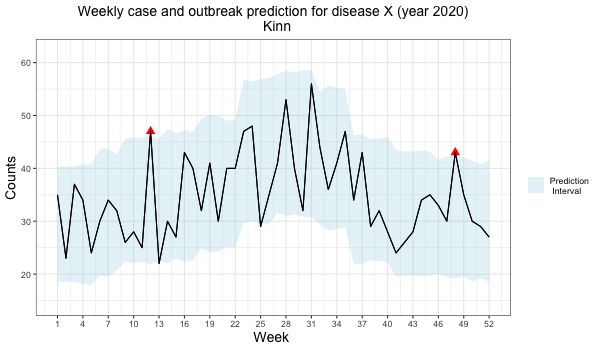 Weekly case and outbreak prediction for disease X (year 2020)
Kinn
Counts
60
50
40
30
20
1 4 7 10 13 16 19 22 25 28 31 34 37 40 43 46 49 52
Week
Prediction
Interval